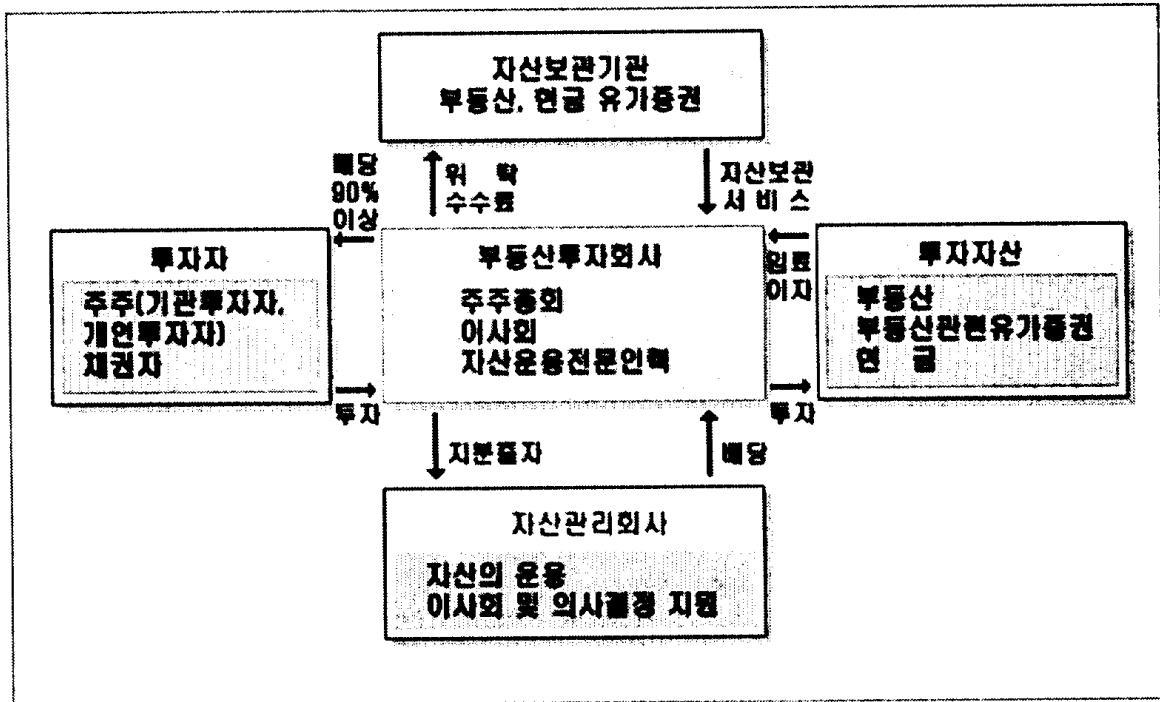 자산보관기관
부동산, 현금 유가증권
배당
90%
이상
위 탁
수수료
자산보관
서 비 스
투자자
주주(기관투자자,
개인투자자)
채권자
부동산투자회사
주주총회
이사회
자산운용전문인력
임료
이자
투자자산
부동산
부동산관련유가증권
현 금
투자
투자
지분출자
배당
자산관리회사
자산의 운용
이사회 및 의사결정 지원